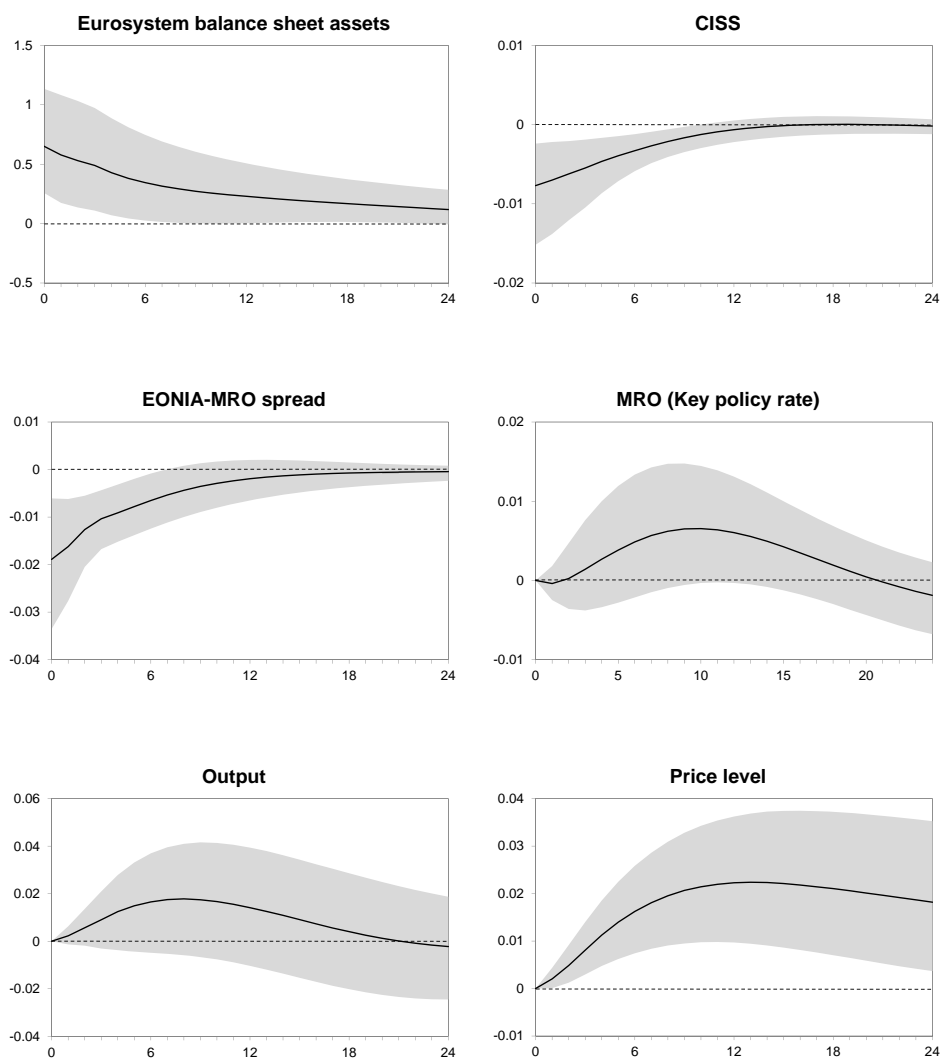 Eurosystem balance sheet assets
1.5
1
0.5
0
-0.5
0 6 12 18 24
CISS
0.01
0
-0.01
-0.02
0 6 12 18 24
EONIA-MRO spread
0.01
0
-0.01
-0.02
-0.03
-0.04
0 6 12 18 24
MRO (Key policy rate)
0.02
0.01
0
-0.01
0 5 10 15 20
Output
0.06
0.04
0.02
0
-0.02
-0.04
0 6 12 18 24
Price level
0.04
0.03
0.02
0.01
0
-0.01
0 6 12 18 24